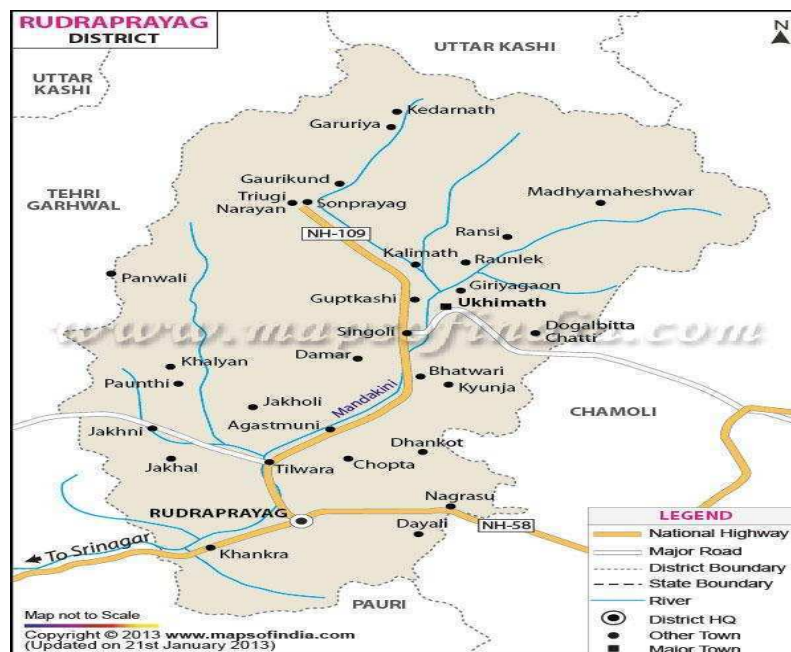 RUDRAPRAYAG
DISTRICT
N
UTTAR KASHI
UTTAR
KASHI
Kedarnath
Garuriya
Gaurikund
TEHRI
GARHWAL
Triugi
Narayan
Sonprayag
Madhyamaheshwar
NH-109
Ransi
Kalimath
Raunlek
Panwali
Giriyagaon
Guptkashi
Ukhimath
www.mapsofindia.com
Singoli
Dogalbitta
Chatti
Damar
Khalyan
Bhatwari
Paunthi
Kyunja
Mandakini
Jakholi
CHAMOLI
Agastmuni
Jakhni
Dhankot
Jakhal
Tilwara
Chopta
Nagrasu
RUDRAPRAYAG
Dayali
NH-58
To Srinagar
Khankra
LEGEND
National Highway
Major Road
District Boundary
State Boundary
River
District HQ
Other Town
Major Town
PAURI
Map not to Scale
Copyright © 2013 www.mapsofindia.com
(Updated on 21st January 2013)